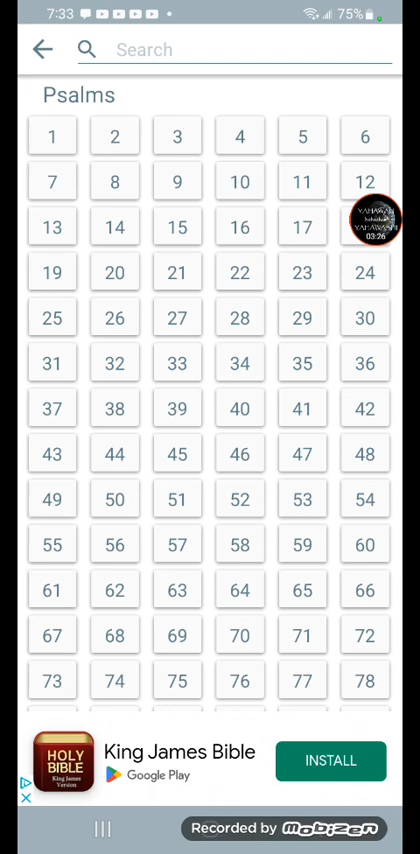 7:33
75%
Search
Psalms
1 2 3 4 5 6
7 8 9 10 11 12
13 14 15 16 17
YAHAWAH
YAHAWASHI
03:26
19 20 21 22 23 24
25 26 27 28 29 30
31 32 33 34 35 36
37 38 39 40 41 42
43 44 45 46 47 48
49 50 51 52 53 54
55 56 57 58 59 60
61 62 63 64 65 66
67 68 69 70 71 72
73 74 75 76 77 78
HOLY
BIBLE
King James
Version
King James Bible
Google Play
INSTALL
Recorded by mobizen